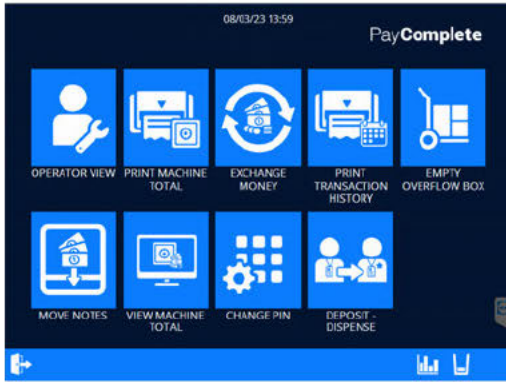 08/03/23 13:59
PayComplete
OPERATOR VIEW
PRINT MACHINE
TOTAL
EXCHANGE
MONEY
PRINT
TRANSACTION
HISTORY
EMPTY
OVERFLOW BOX
MOVE NOTES
VIEW MACHINE
TOTAL
CHANGE PIN
DEPOSIT -
DISPENSE